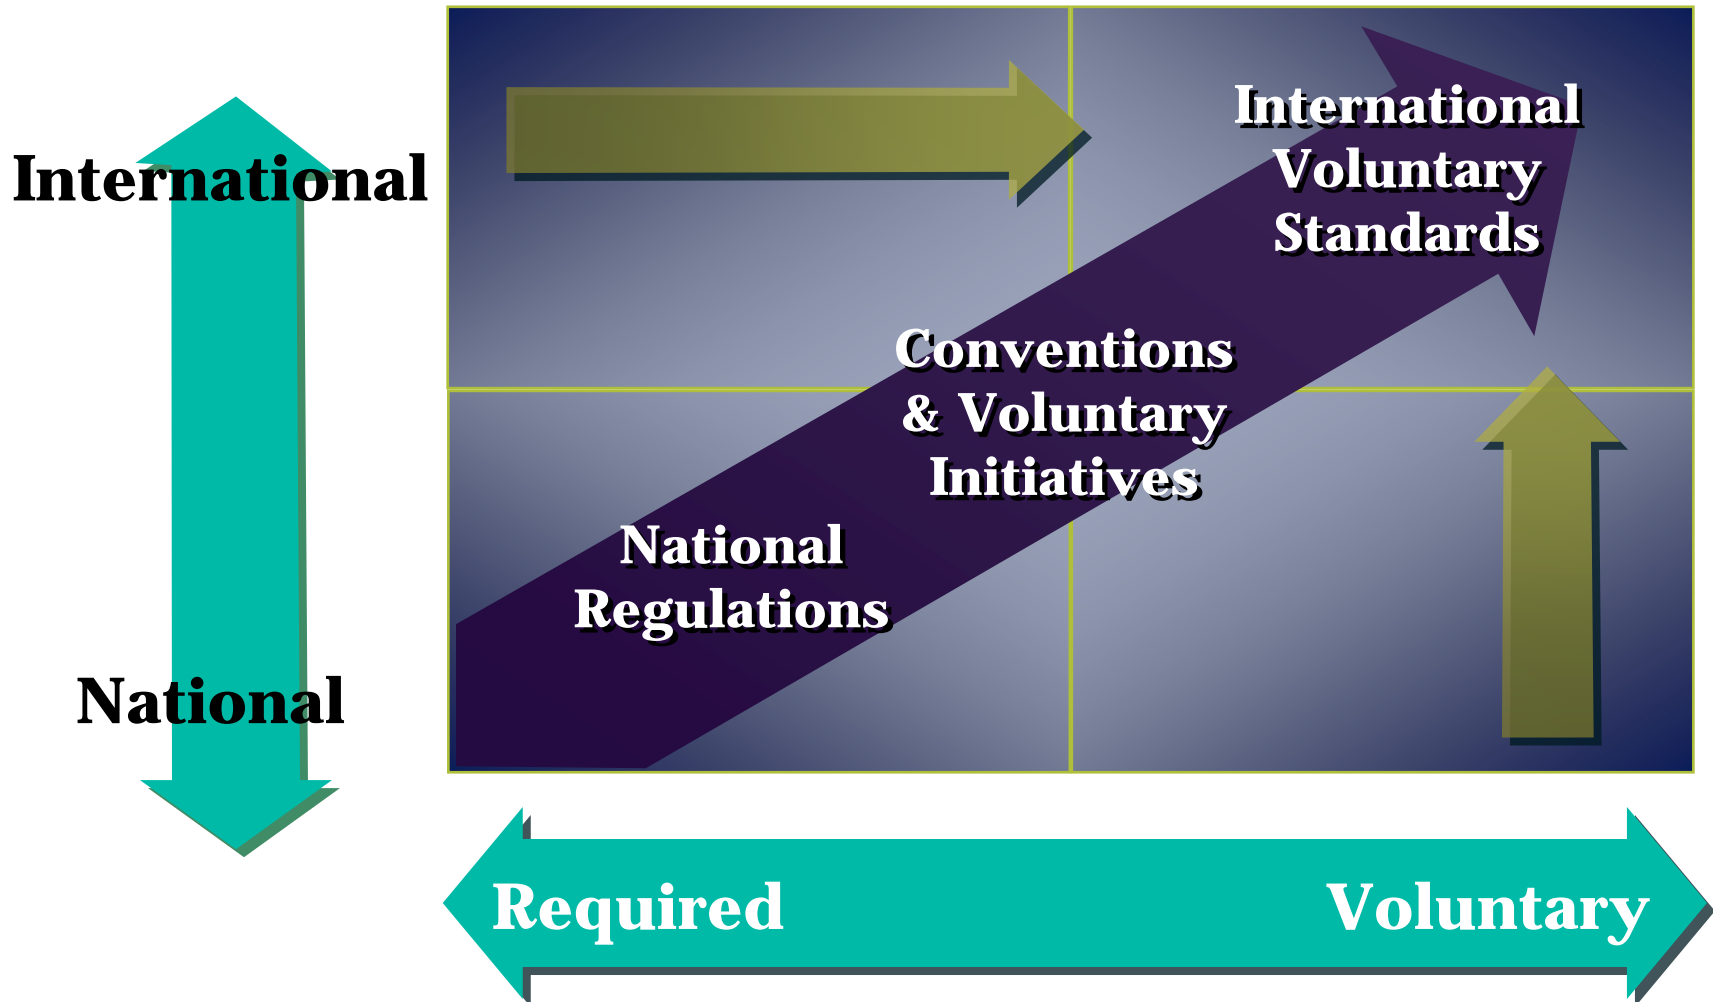 International
Voluntary
Standards
International
Conventions
& Voluntary
Initiatives
National
Regulations
National
Required
Voluntary